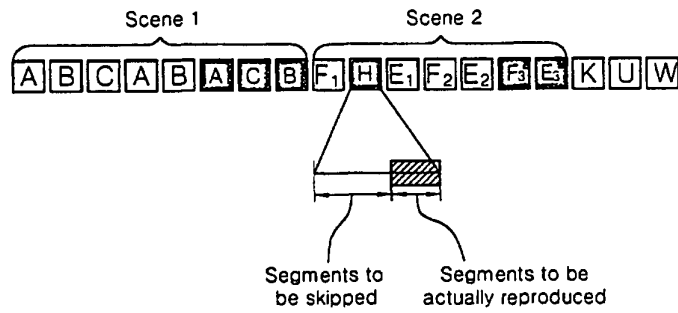 Scene 1 Scene 2
A B C A B A C B F1 H E1 F2 E2 F3 E3 K U W
Segments to be skipped
Segments to be actually reproduced